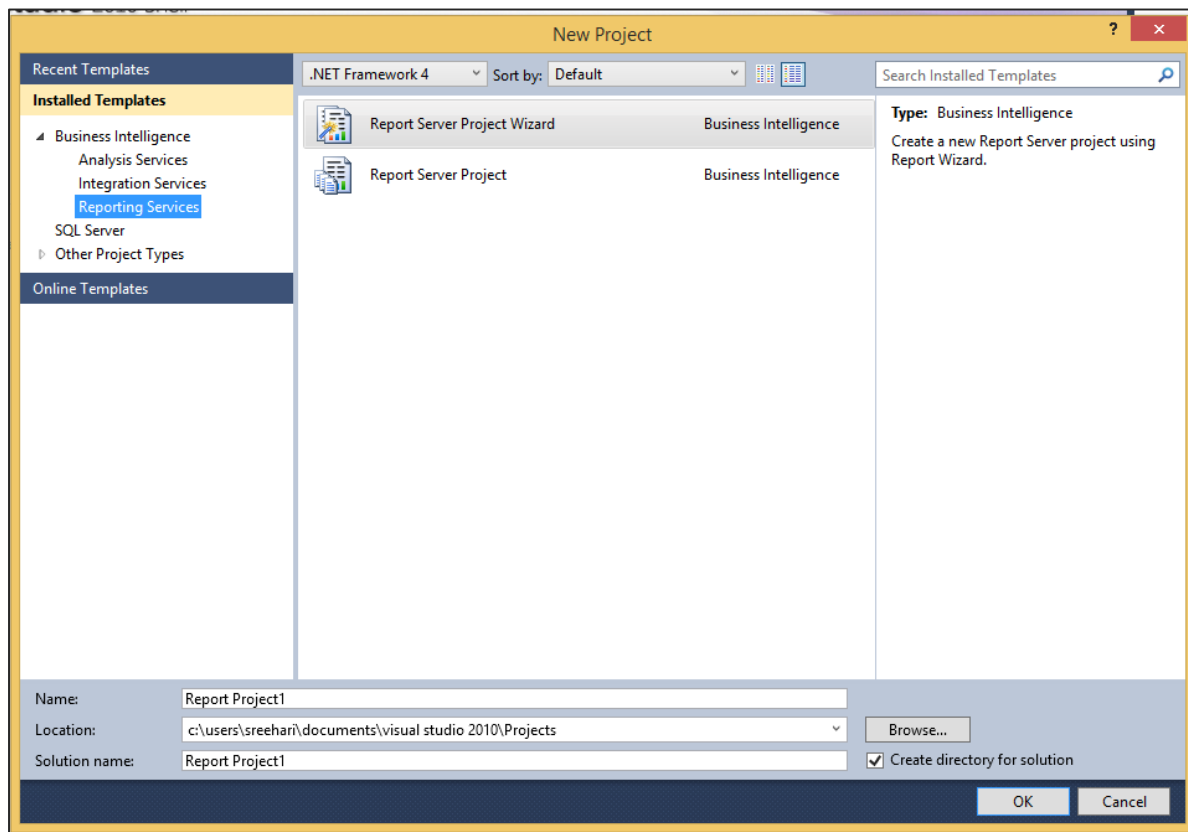 New Project
?
Recent Templates
Installed Templates
Business Intelligence
Analysis Services
Integration Services
Reporting Services
SQL Server
Other Project Types
Online Templates
.NET Framework 4
Sort by:
Default
Report Server Project Wizard
Business Intelligence
Report Server Project
Business Intelligence
Search Installed Templates
Type: Business Intelligence
Create a new Report Server project using
Report Wizard.
Name:
Report Project1
Location:
c:\users\sreehari\documents\visual studio 2010\Projects
Browse...
Solution name:
Report Project1
Create directory for solution
OK
Cancel